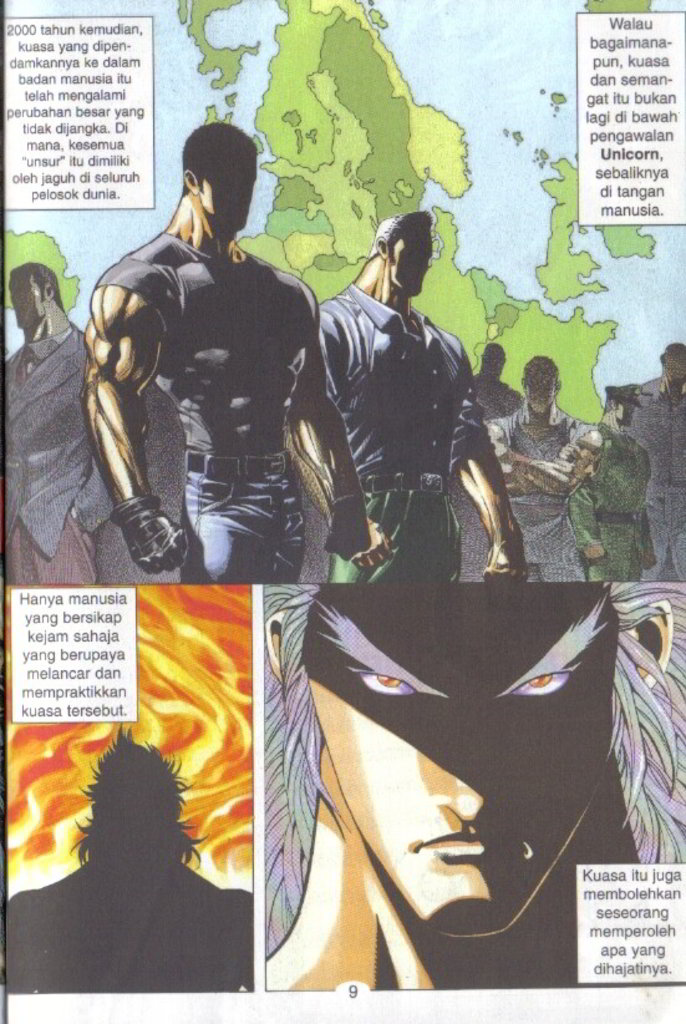 2000 tahun kemudian,
kuasa yang dipen-
damkannya ke dalam
badan manusia itu
telah mengalami
perubahan besar yang
tidak dijangka. Di
mana, kesemua
"unsur" itu dimiliki
oleh jaguh di seluruh
pelosok dunia.
Walau
bagaimana-
pun, kuasa
dan seman-
gat itu bukan
lagi di bawah
pengawalan
Unicorn,
sebaliknya
di tangan
manusia.
Hanya manusia
yang bersikap
kejam sahaja
yang berupaya
melancar dan
mempraktikkan
kuasa tersebut.
Kuasa itu juga
membolehkan
seseorang
memperoleh
apa yang
dihajatinya.
9